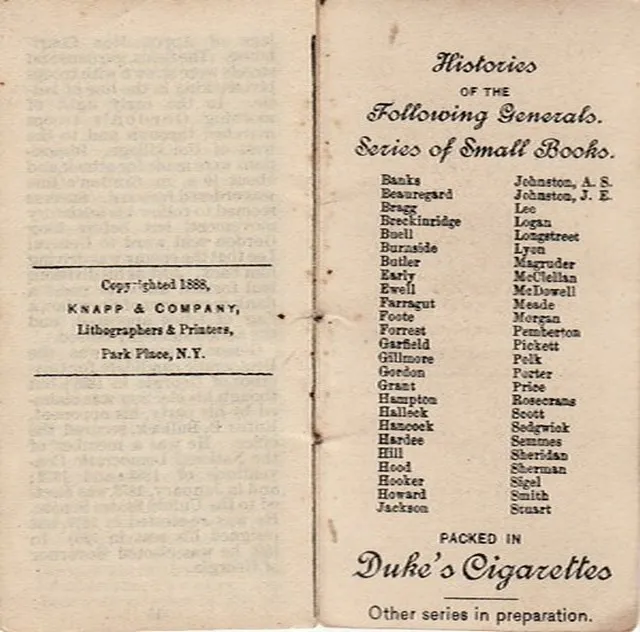 Copyrighted 1888,
KNAPP & COMPANY,
Lithographers & Printers,
Park Place, N.Y.
Histories
OF THE
Following Generals.
Series of Small Books.
Banks
Beauregard
Bragg
Breckinridge
Buell
Burnside
Butler
Early
Ewell
Farragut
Foote
Forrest
Garfield
Gillmore
Gordon
Grant
Hampton
Halleck
Hancock
Hardee
Hill
Hood
Hooker
Howard
Jackson
Johnston, A. S.
Johnston, J. E.
Lee
Logan
Longstreet
Lyon
Magruder
McClellan
McDowell
Meade
Morgan
Pemberton
Pickett
Polk
Porter
Price
Rosecrans
Scott
Sedgwick
Semmes
Sheridan
Sherman
Sigel
Smith
Stuart
PACKED IN
Duke's Cigarettes
Other series in preparation.